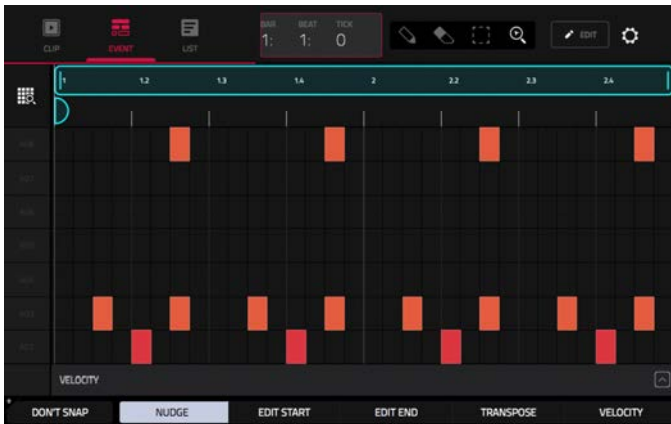 BAR BEAT TICK
1: 1: 0
EDIT
CLIP EVENT LIST
1 1.2 1.3 1.4 2 2.2 2.3 2.4
VELOCITY
DON'T SNAP NUDGE EDIT START EDIT END TRANSPOSE VELOCITY